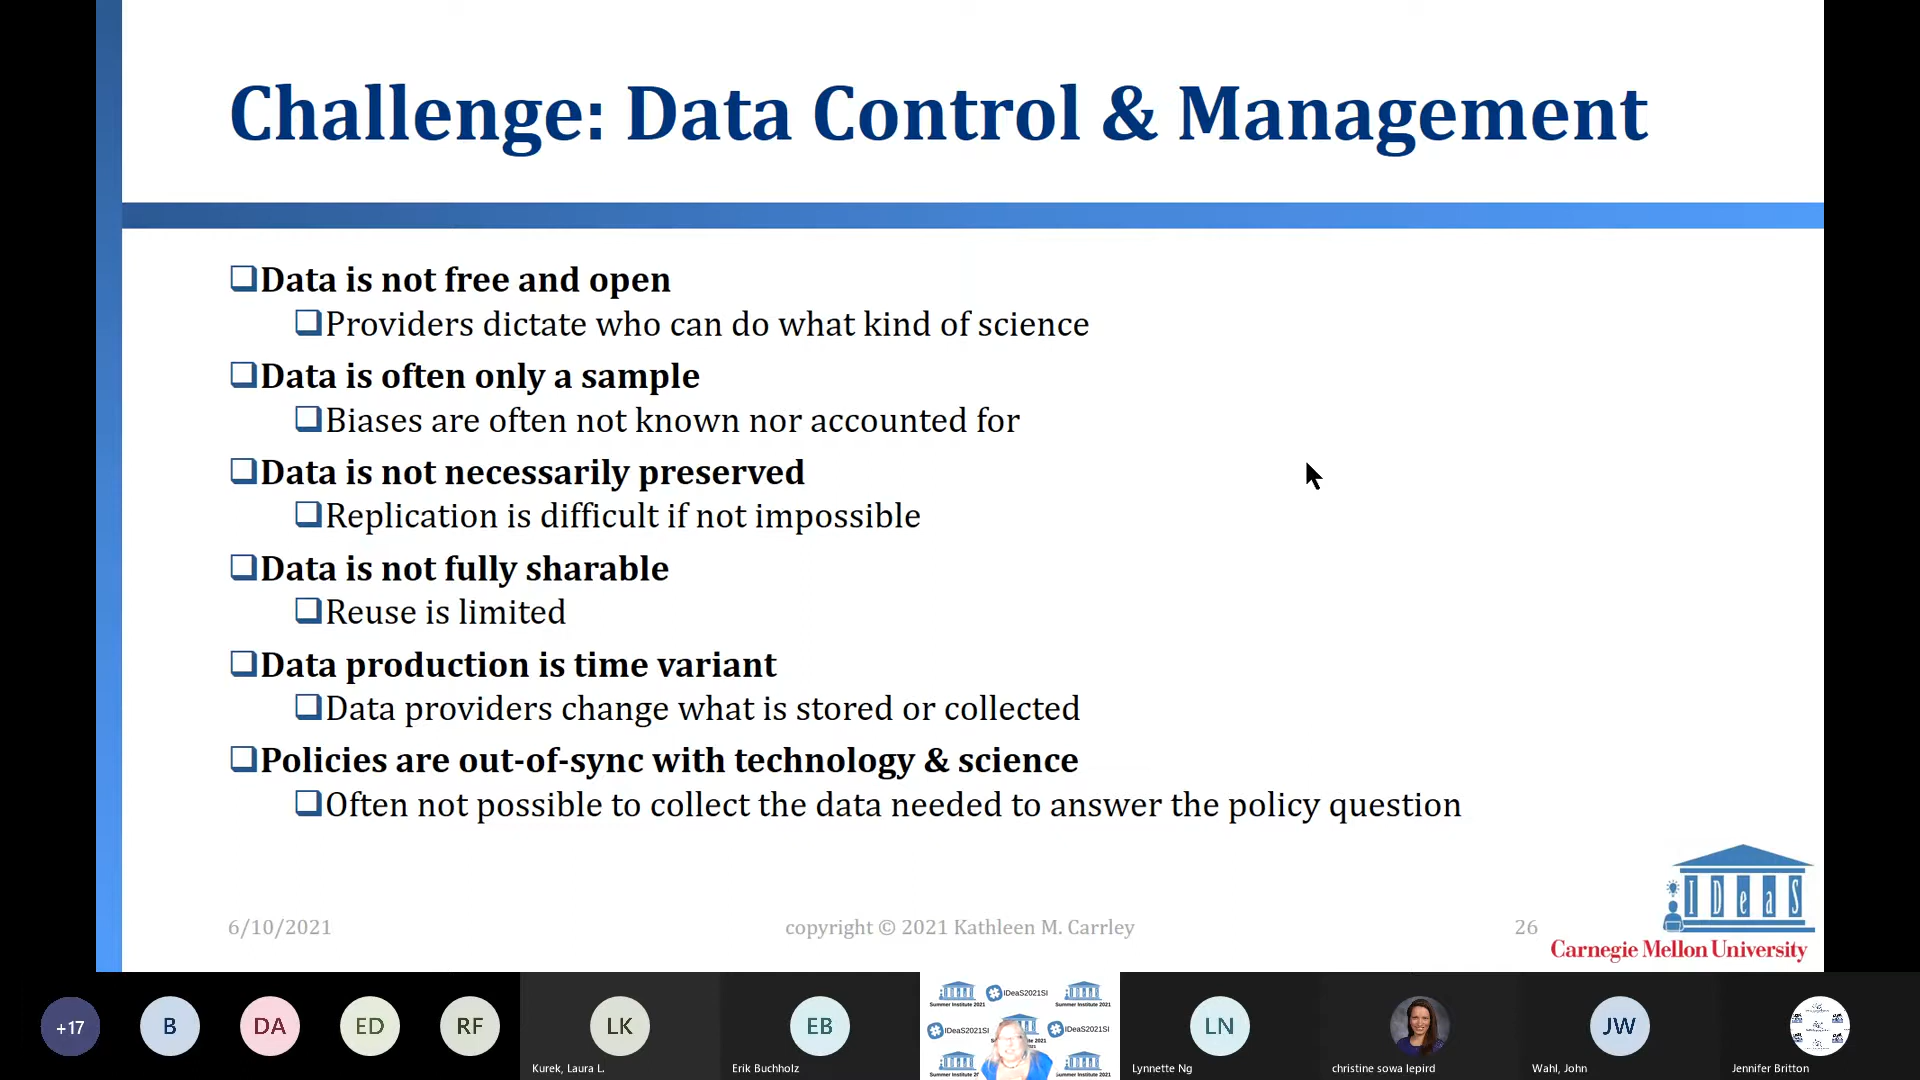 Challenge: Data Control & Management
❑Data is not free and open
❑Providers dictate who can do what kind of science
❑Data is often only a sample
❑Biases are often not known nor accounted for
❑Data is not necessarily preserved
❑Replication is difficult if not impossible
❑Data is not fully sharable
❑Reuse is limited
❑Data production is time variant
❑Data providers change what is stored or collected
❑Policies are out-of-sync with technology & science
❑Often not possible to collect the data needed to answer the policy question
IDeaS
6/10/2021
copyright © 2021 Kathleen M. Carrley
26
Carnegie Mellon University
+17
B
DA
ED
RF
LK
Kurek, Laura L.
EB
Erik Buchholz
#IDeaS2021SI
Summer Institute 2021
Summer Institute 2021
#IDeaS2021SI
#IDeaS2021SI
LN
Lynnette Ng
christine sowa lepird
JW
Wahl, John
Jennifer Britton